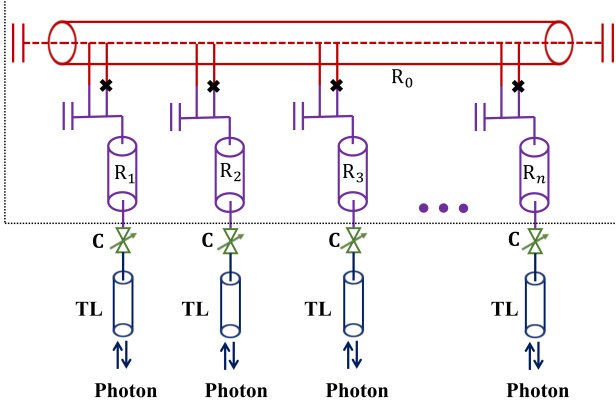 R0
R1 R2 R3 Rn
C C C C
TL TL TL TL
Photon Photon Photon Photon